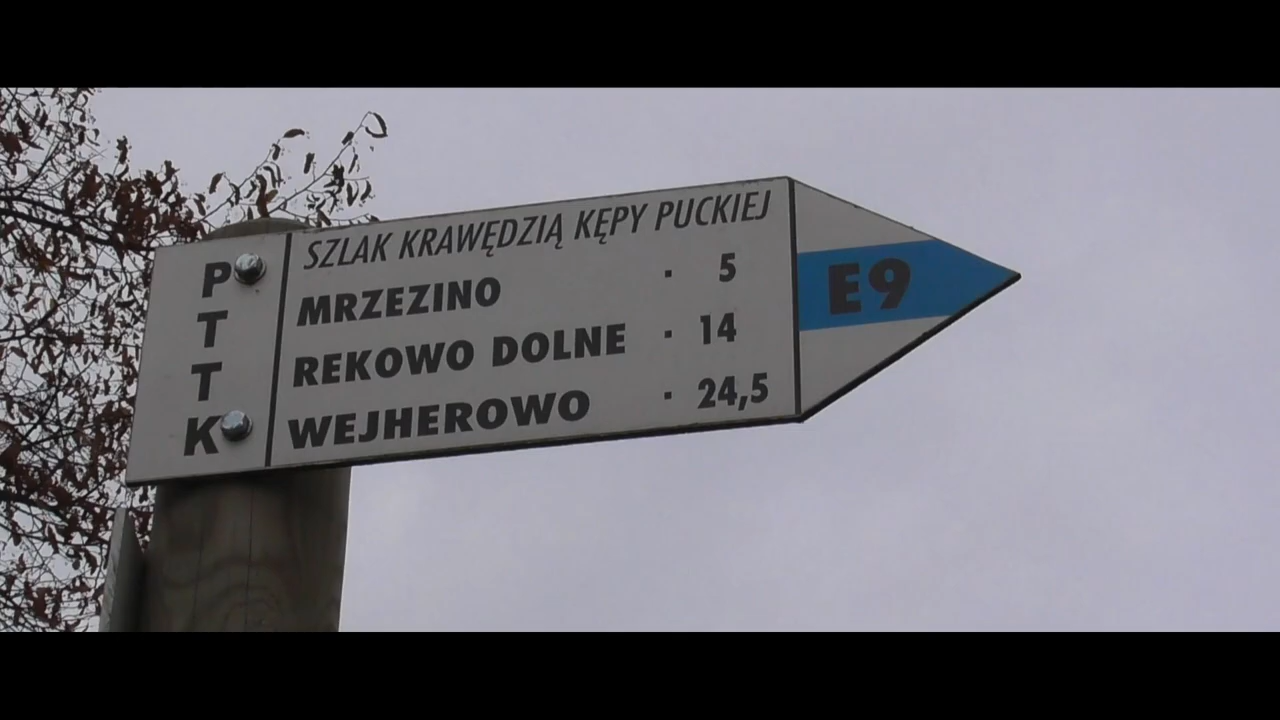 PTTK
SZLAK KRAWĘDZIĄ KĘPY PUCKIEJ
MRZEZINO · 5
REKOWO DOLNE · 14
WEJHEROWO · 24,5
E9